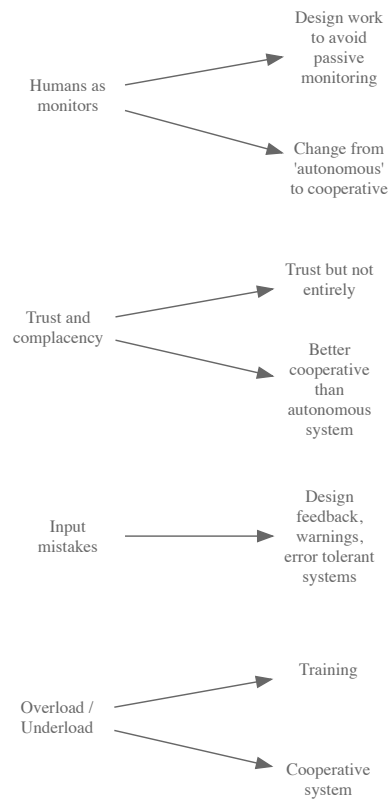 Humans as
monitors
Design work
to avoid
passive
monitoring
Change from
'autonomous'
to cooperative
Trust and
complacency
Trust but not
entirely
Better
cooperative
than
autonomous
system
Input
mistakes
Design
feedback,
warnings,
error tolerant
systems
Overload /
Underload
Training
Cooperative
system